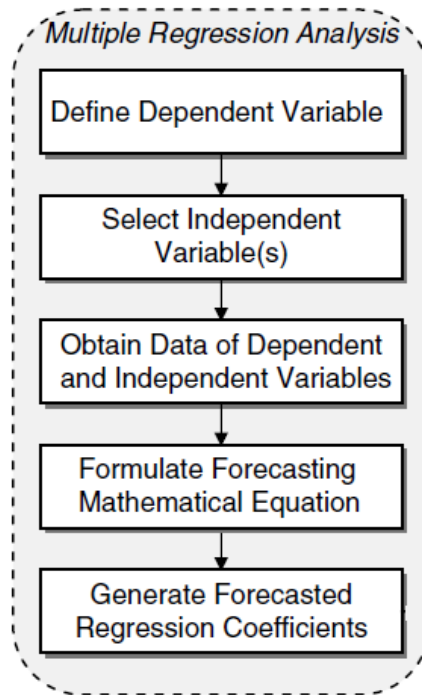 Multiple Regression Analysis
Define Dependent Variable
Select Independent
Variable(s)
Obtain Data of Dependent
and Independent Variables
Formulate Forecasting
Mathematical Equation
Generate Forecasted
Regression Coefficients